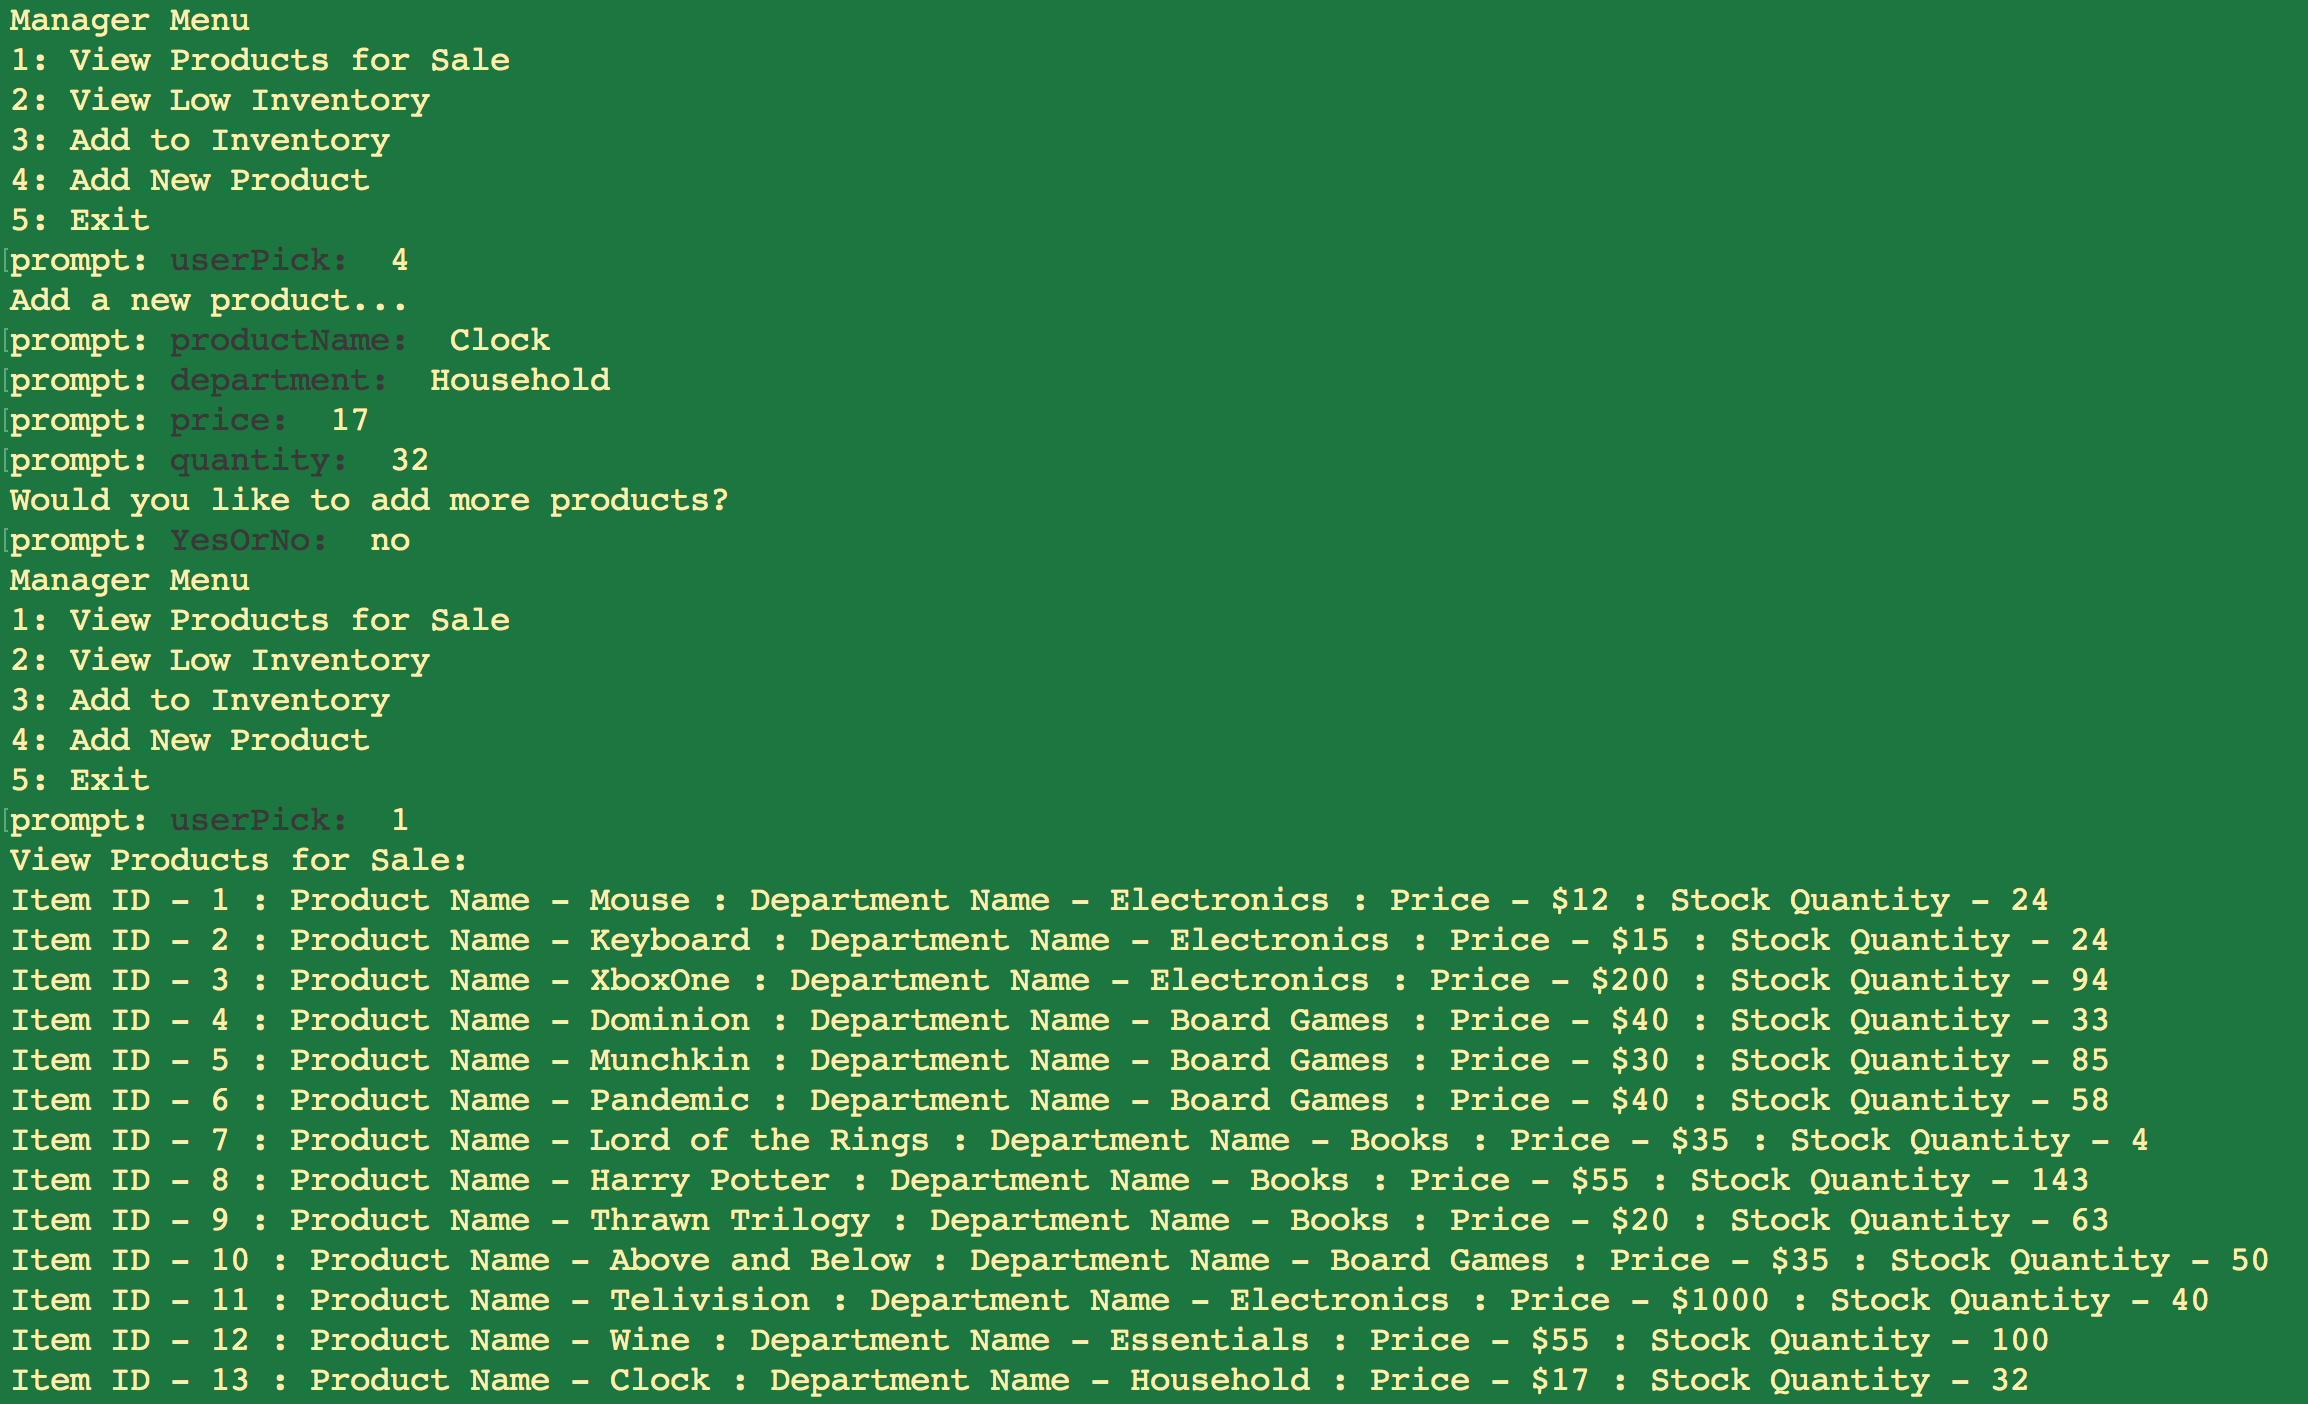 Manager Menu
1: View Products for Sale
2: View Low Inventory
3: Add to Inventory
4: Add New Product
5: Exit
prompt: userPick:  4
Add a new product...
prompt: productName:  Clock
prompt: department:  Household
prompt: price:  17
prompt: quantity:  32
Would you like to add more products?
prompt: YesOrNo:  no
Manager Menu
1: View Products for Sale
2: View Low Inventory
3: Add to Inventory
4: Add New Product
5: Exit
prompt: userPick:  1
View Products for Sale:
Item ID - 1 : Product Name - Mouse : Department Name - Electronics : Price - $12 : Stock Quantity - 24
Item ID - 2 : Product Name - Keyboard : Department Name - Electronics : Price - $15 : Stock Quantity - 24
Item ID - 3 : Product Name - XboxOne : Department Name - Electronics : Price - $200 : Stock Quantity - 94
Item ID - 4 : Product Name - Dominion : Department Name - Board Games : Price - $40 : Stock Quantity - 33
Item ID - 5 : Product Name - Munchkin : Department Name - Board Games : Price - $30 : Stock Quantity - 85
Item ID - 6 : Product Name - Pandemic : Department Name - Board Games : Price - $40 : Stock Quantity - 58
Item ID - 7 : Product Name - Lord of the Rings : Department Name - Books : Price - $35 : Stock Quantity - 4
Item ID - 8 : Product Name - Harry Potter : Department Name - Books : Price - $55 : Stock Quantity - 143
Item ID - 9 : Product Name - Thrawn Trilogy : Department Name - Books : Price - $20 : Stock Quantity - 63
Item ID - 10 : Product Name - Above and Below : Department Name - Board Games : Price - $35 : Stock Quantity - 50
Item ID - 11 : Product Name - Telivision : Department Name - Electronics : Price - $1000 : Stock Quantity - 40
Item ID - 12 : Product Name - Wine : Department Name - Essentials : Price - $55 : Stock Quantity - 100
Item ID - 13 : Product Name - Clock : Department Name - Household : Price - $17 : Stock Quantity - 32